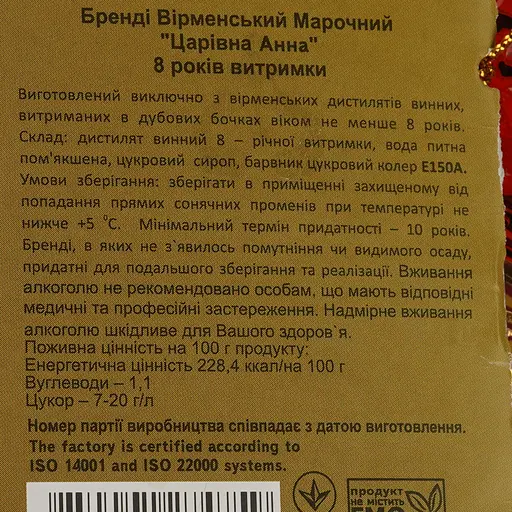 Бренді Вірменський Марочний
"Царівна Анна"
8 років витримки
Виготовлений виключно з вірменських дистилятів винних,
витриманих в дубових бочках віком не менше 8 років.
Склад: дистилят винний 8 – річної витримки, вода питна
пом'якшена, цукровий сироп, барвник цукровий колер Е150А.
Умови зберігання: зберігати в приміщенні захищеному від
попадання прямих сонячних променів при температурі не
нижче +5 °С. Мінімальний термін придатності – 10 років.
Бренді, в яких не з`явилось помутніння чи видимого осаду,
придатні для подальшого зберігання та реалізації. Вживання
алкоголю не рекомендовано особам, що мають відповідні
медичні та професійні застереження. Надмірне вживання
алкоголю шкідливе для Вашого здоров`я.
Поживна цінність на 100 г продукту:
Енергетична цінність 228,4 ккал/на 100 г
Вуглеводи – 1,1
Цукор – 7-20 г/л
Номер партії виробництва співпадає з датою виготовлення.
The factory is certified according to
ISO 14001 and ISO 22000 systems.
продукт
не містить
ГМО